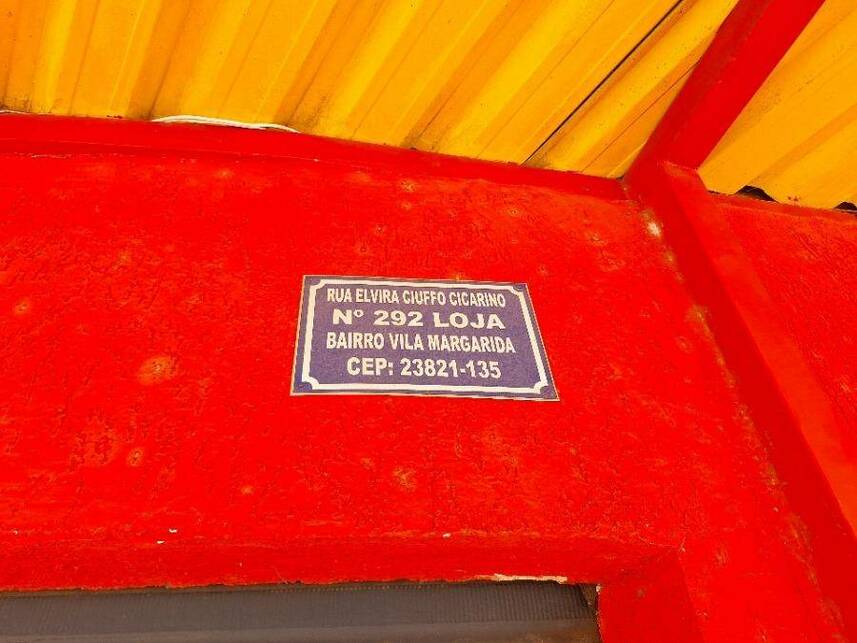 RUA ELVIRA CIUFFO CICARINO
Nº 292 LOJA
BAIRRO VILA MARGARIDA
CEP: 23821-135